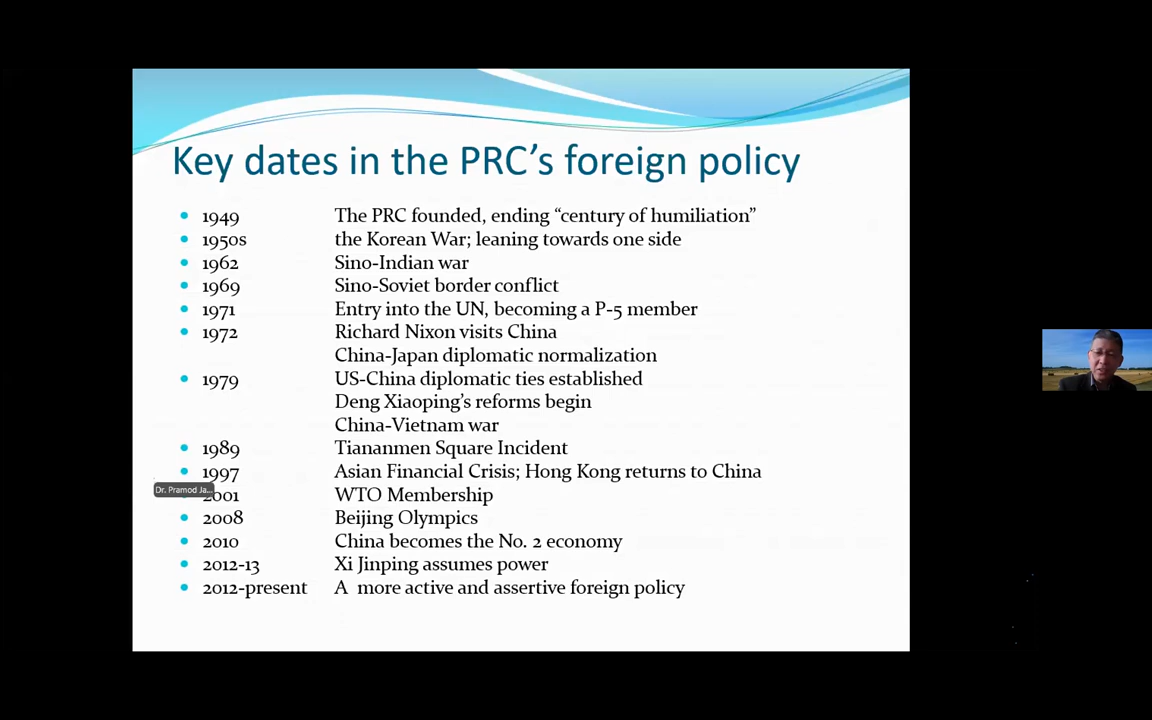 Key dates in the PRC’s foreign policy
• 1949 The PRC founded, ending “century of humiliation”
• 1950s the Korean War; leaning towards one side
• 1962 Sino-Indian war
• 1969 Sino-Soviet border conflict
• 1971 Entry into the UN, becoming a P-5 member
• 1972 Richard Nixon visits China
China-Japan diplomatic normalization
• 1979 US-China diplomatic ties established
Deng Xiaoping’s reforms begin
China-Vietnam war
• 1989 Tiananmen Square Incident
• 1997 Asian Financial Crisis; Hong Kong returns to China
Dr. Pramod Ja...
• 2001 WTO Membership
• 2008 Beijing Olympics
• 2010 China becomes the No. 2 economy
• 2012-13 Xi Jinping assumes power
• 2012-present A more active and assertive foreign policy